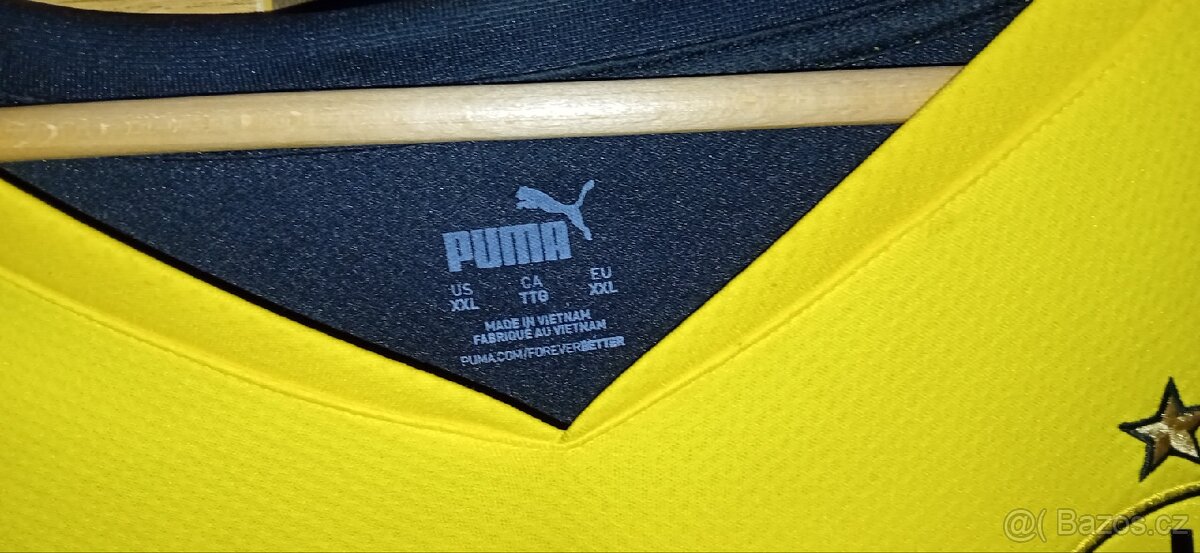 PUMA
US CA EU
XXL TTG XXL
MADE IN VIETNAM
FABRIQUÉ AU VIETNAM
PUMA.COM/FOREVERBETTER
@( Bazos.cz